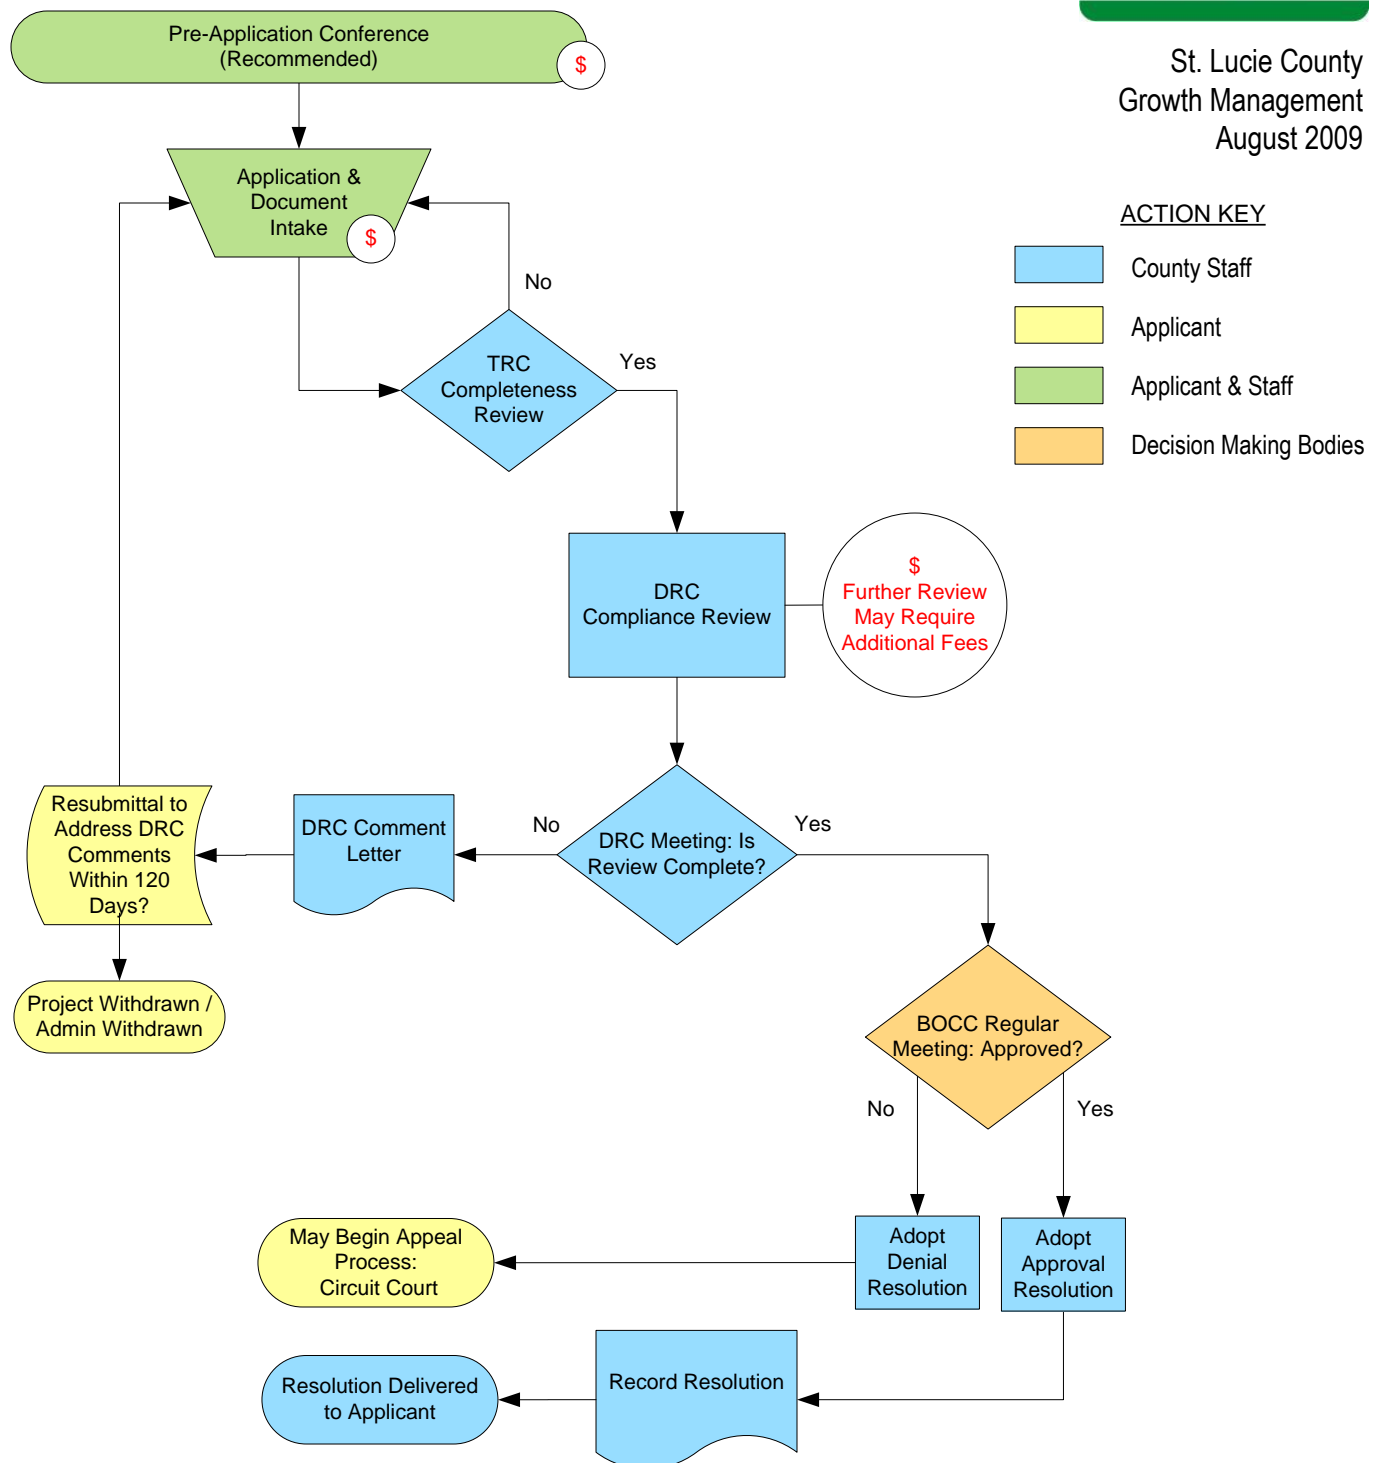 Pre-Application Conference
(Recommended)
$
St. Lucie County
Growth Management
August 2009
Application &
Document
Intake
$
ACTION KEY
County Staff
Applicant
Applicant & Staff
Decision Making Bodies
No
TRC
Completeness
Review
Yes
DRC
Compliance Review
$
Further Review
May Require
Additional Fees
Resubmittal to
Address DRC
Comments
Within 120
Days?
DRC Comment
Letter
No
DRC Meeting: Is
Review Complete?
Yes
Project Withdrawn /
Admin Withdrawn
BOCC Regular
Meeting: Approved?
No
Yes
May Begin Appeal
Process:
Circuit Court
Adopt
Denial
Resolution
Adopt
Approval
Resolution
Resolution Delivered
to Applicant
Record Resolution